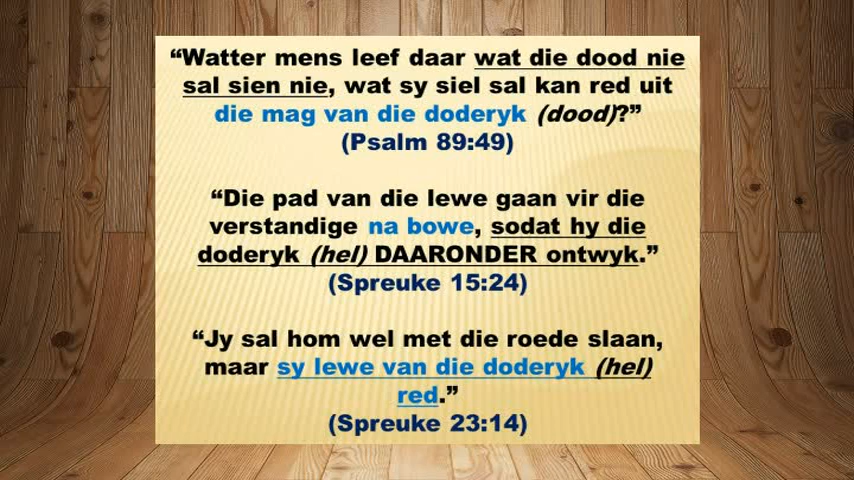 “Watter mens leef daar wat die dood nie
sal sien nie, wat sy siel sal kan red uit
die mag van die doderyk (dood)?”
(Psalm 89:49)
“Die pad van die lewe gaan vir die
verstandige na bowe, sodat hy die
doderyk (hel) DAARONDER ontwyk.”
(Spreuke 15:24)
“Jy sal hom wel met die roede slaan,
maar sy lewe van die doderyk (hel)
red.”
(Spreuke 23:14)